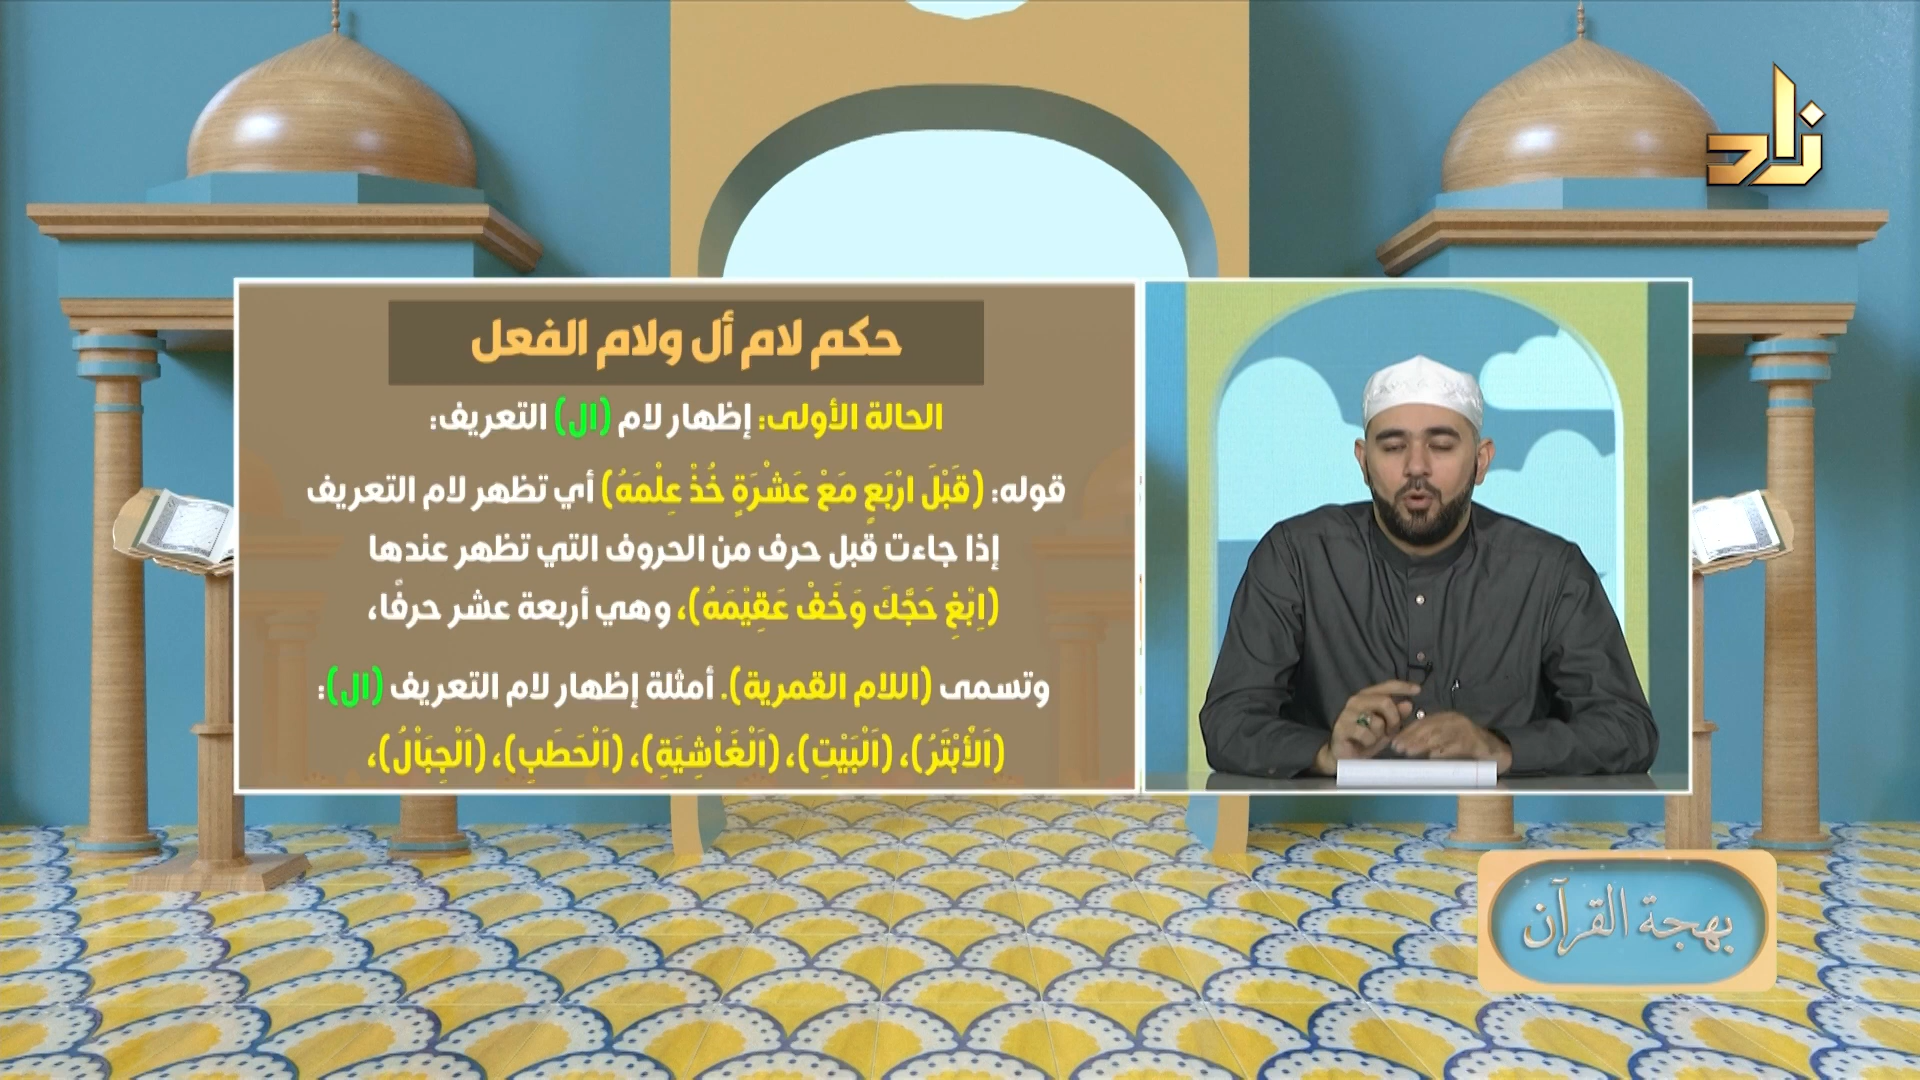 زاد
حكم لام أل ولام الفعل
الحالة الأولى: إظهار لام (ال) التعريف:
قوله: (قَبْلَ ارْبَعٍ مَعْ عَشْرَةٍ خُذْ عِلْمَهُ) أي تظهر لام التعريف
إذا جاءت قبل حرف من الحروف التي تظهر عندها
(اِبْغِ حَجَّكَ وَخَفْ عَقِيْمَهُ)، وهي أربعة عشر حرفًا،
وتسمى (اللام القمرية). أمثلة إظهار لام التعريف (ال):
(اَلْأَبْتَرُ)، (اَلْبَيْتِ)، (اَلْغَاْشِيَةِ)، (اَلْحَطَبِ)، (اَلْجِبَاْلُ)،
بهجة القرآن